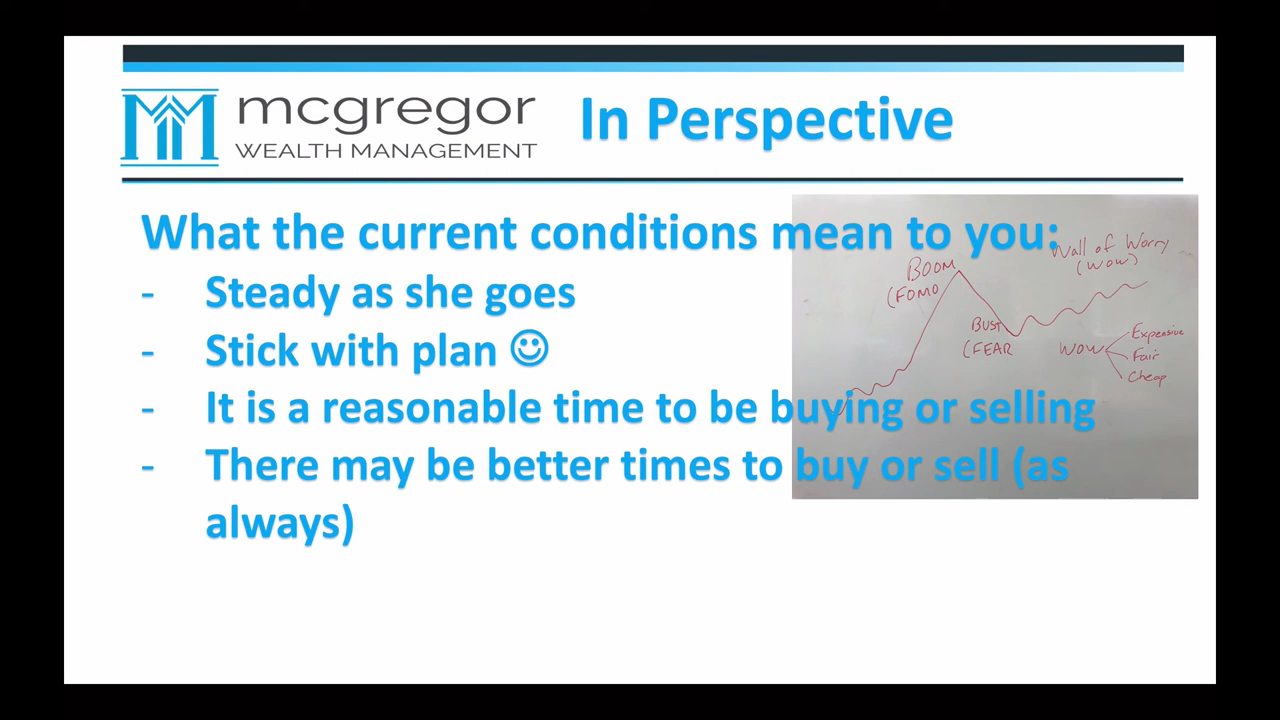 mcgregor
WEALTH MANAGEMENT
In Perspective
What the current conditions mean to you:
- Steady as she goes
- Stick with plan ☺
- It is a reasonable time to be buying or selling
- There may be better times to buy or sell (as
always)
Wall of Worry
(WOW)
BOOM
(FOMO
BUST
(FEAR
WOW
Expensive
Fair
Cheap